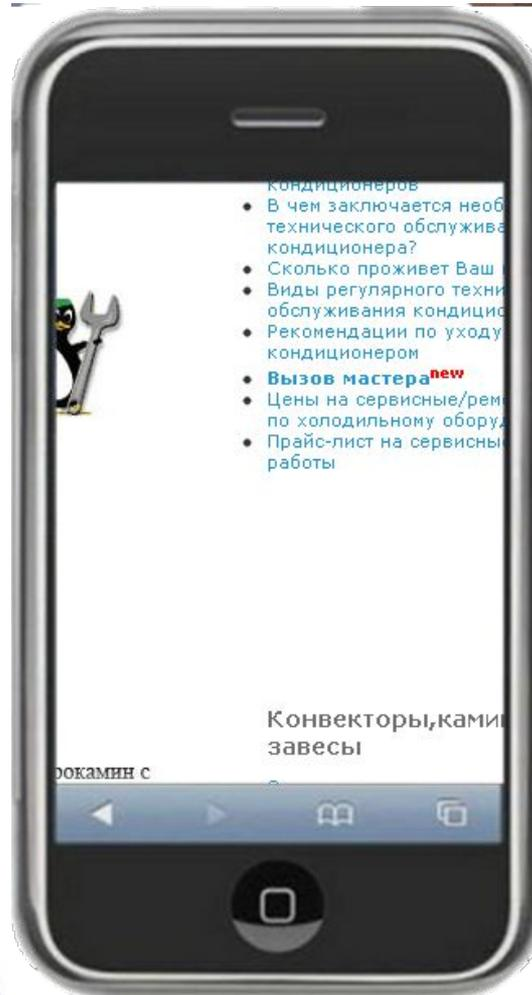 кондиционеров
В чем заключается необ
технического обслужива
кондиционера?
Сколько проживет Ваш
Виды регулярного техни
обслуживания кондицио
Рекомендации по уходу
кондиционером
Вызов мастера new
Цены на сервисные/рем
по холодильному обору
Прайс-лист на сервисны
работы
Конвекторы,ками
завесы
рокамин с